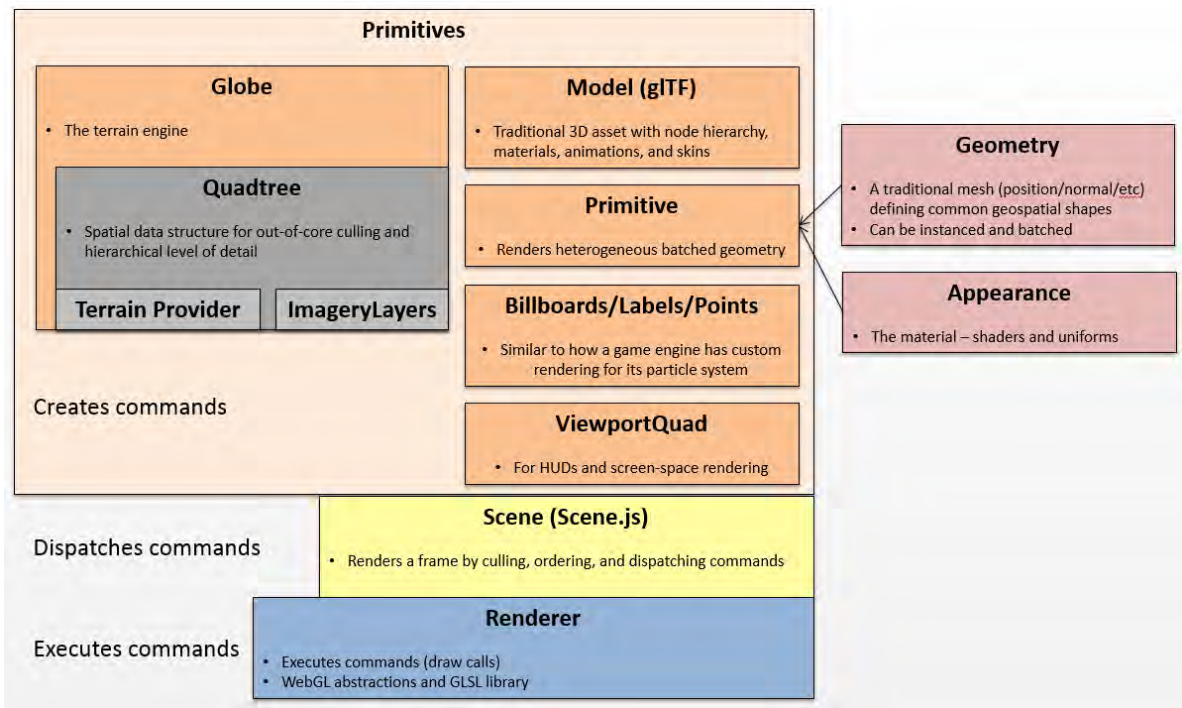 Primitives
Globe
• The terrain engine
Quadtree
• Spatial data structure for out-of-core culling and
hierarchical level of detail
Terrain Provider
ImageryLayers
Creates commands
Model (glTF)
• Traditional 3D asset with node hierarchy,
materials, animations, and skins
Primitive
• Renders heterogeneous batched geometry
Billboards/Labels/Points
• Similar to how a game engine has custom
rendering for its particle system
ViewportQuad
• For HUDs and screen-space rendering
Geometry
• A traditional mesh (position/normal/etc)
defining common geospatial shapes
• Can be instanced and batched
Appearance
• The material – shaders and uniforms
Dispatches commands
Scene (Scene.js)
• Renders a frame by culling, ordering, and dispatching commands
Executes commands
Renderer
• Executes commands (draw calls)
• WebGL abstractions and GLSL library